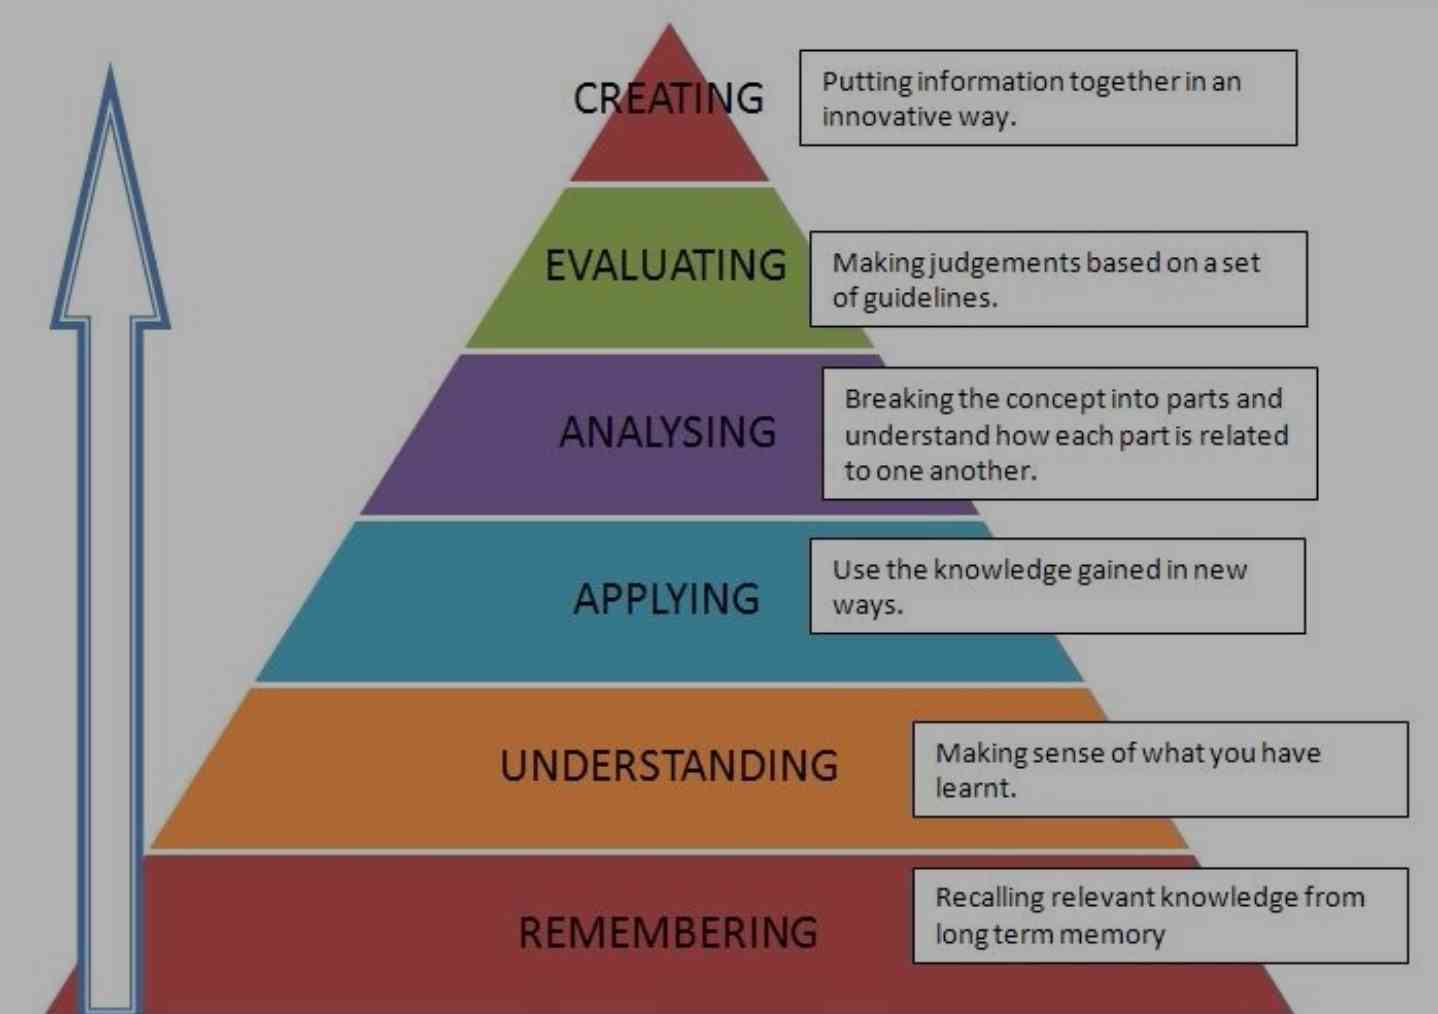 CREATING
Putting information together in an
innovative way.
EVALUATING
Making judgements based on a set
of guidelines.
ANALYSING
Breaking the concept into parts and
understand how each part is related
to one another.
APPLYING
Use the knowledge gained in new
ways.
UNDERSTANDING
Making sense of what you have
learnt.
REMEMBERING
Recalling relevant knowledge from
long term memory